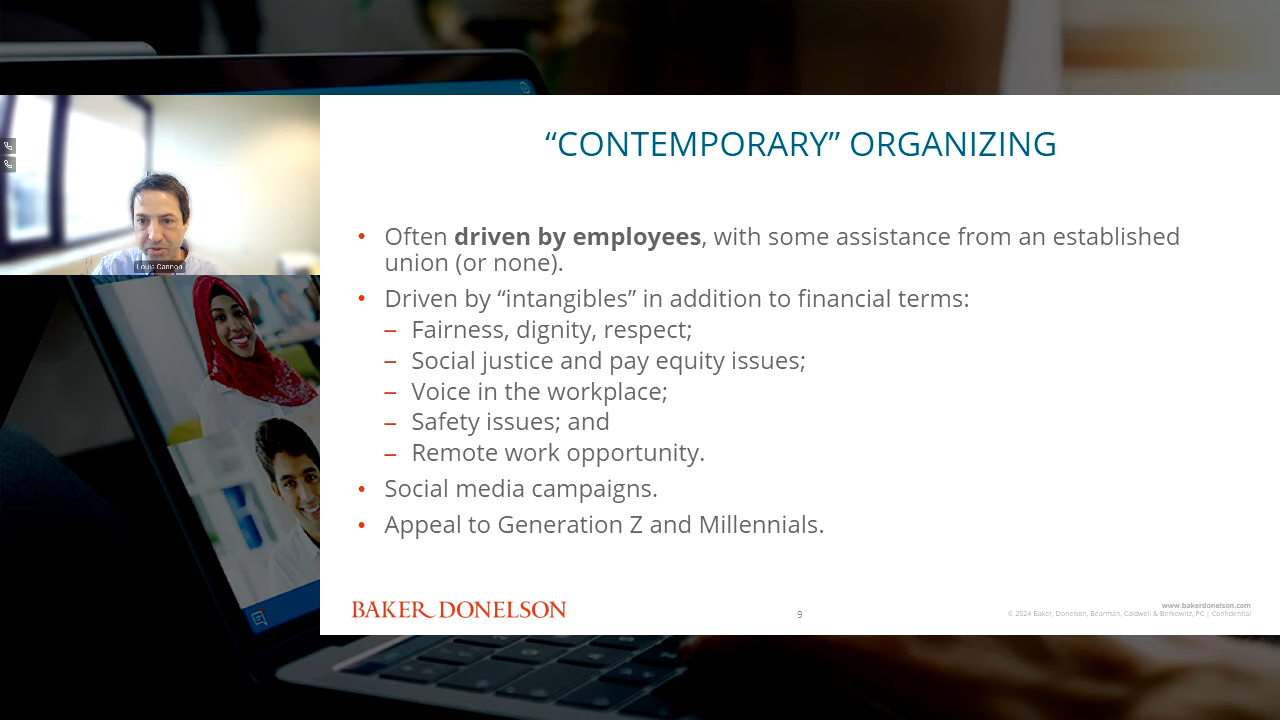 “CONTEMPORARY” ORGANIZING
• Often driven by employees, with some assistance from an established
union (or none).
• Driven by “intangibles” in addition to financial terms:
– Fairness, dignity, respect;
– Social justice and pay equity issues;
– Voice in the workplace;
– Safety issues; and
– Remote work opportunity.
• Social media campaigns.
• Appeal to Generation Z and Millennials.
Louis Cannon
BAKER DONELSON
9
www.bakerdonelson.com
© 2024 Baker, Donelson, Bearman, Caldwell & Berkowitz, PC | Confidential